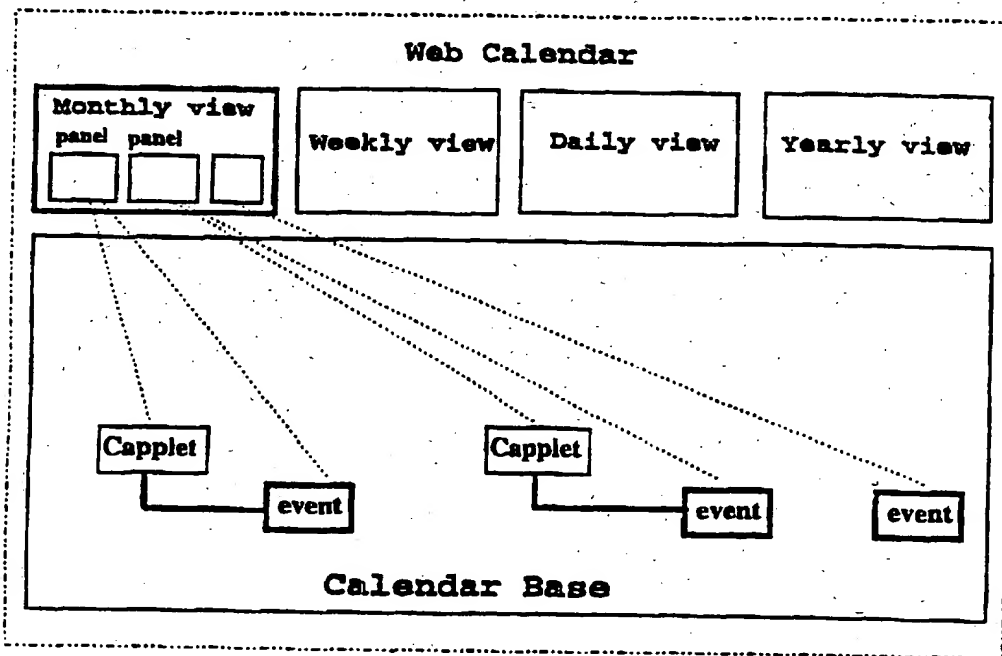 Web Calendar
Monthly view
panel panel
Weekly view
Daily view
Yearly view
Capplet
Capplet
event
event
event
Calendar Base